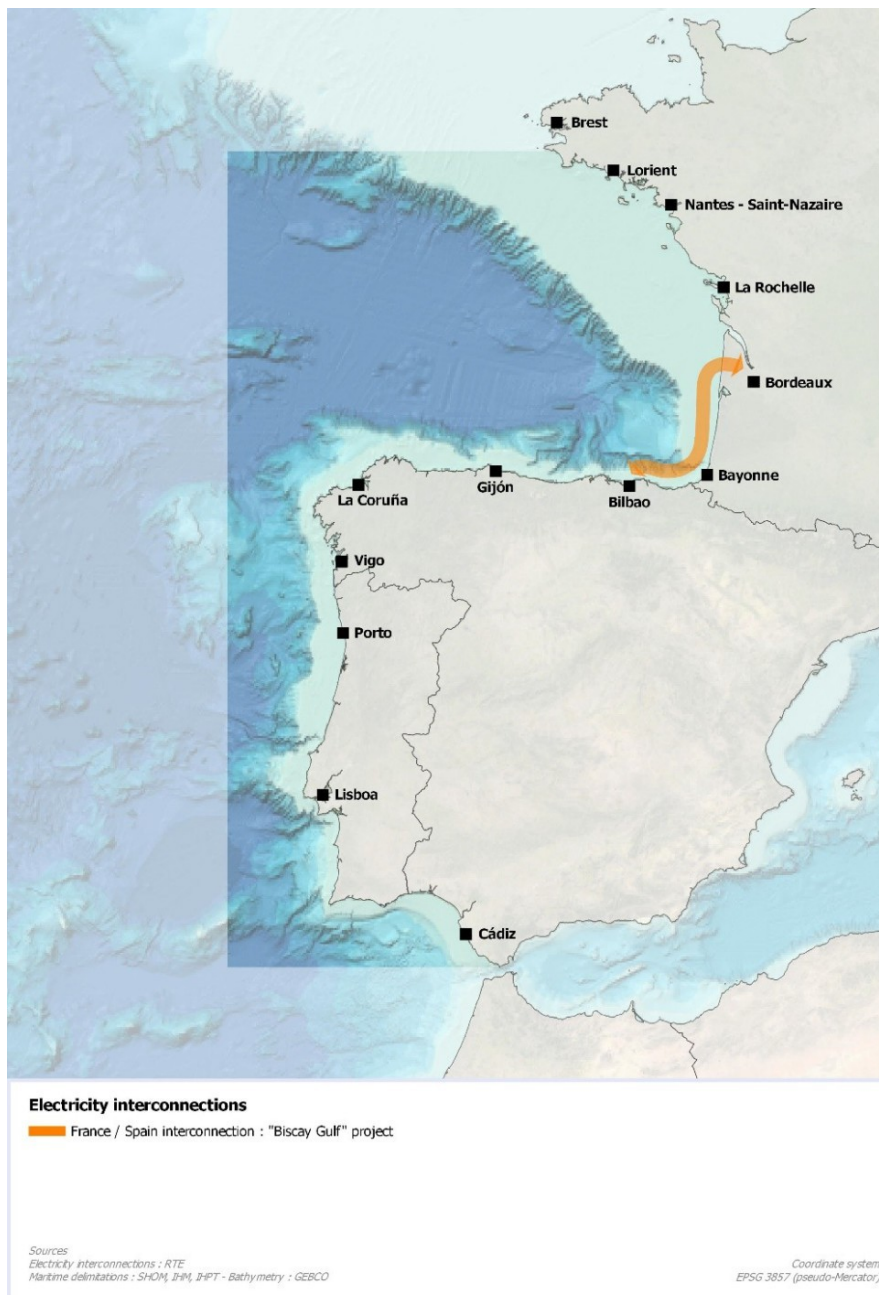 Brest
Lorient
Nantes - Saint-Nazaire
La Rochelle
Bordeaux
Bayonne
Gijón
La Coruña
Bilbao
Vigo
Porto
Lisboa
Cádiz
Electricity interconnections
France / Spain interconnection : "Biscay Gulf" project
Sources
Electricity interconnections : RTE
Maritime delimitations : SHOM, IHM, IHPT - Bathymetry : GEBCO
Coordinate system
EPSG 3857 (pseudo-Mercator)